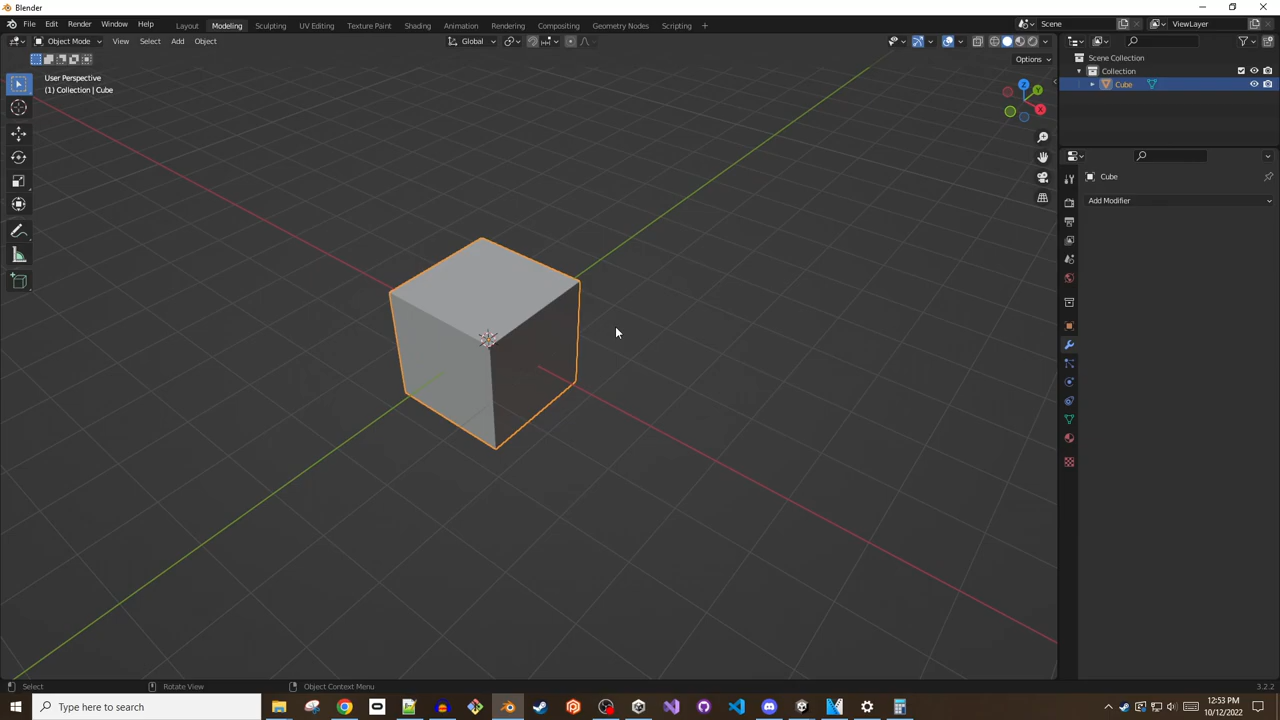 Blender
File Edit Render Window Help Layout Modeling Sculpting UV Editing Texture Paint Shading Animation Rendering Compositing Geometry Nodes Scripting + Scene ViewLayer
Object Mode View Select Add Object Global
Options
User Perspective
(1) Collection | Cube
Z
Y
X
Scene Collection
Collection
Cube
Cube
Add Modifier
Select Rotate View Object Context Menu 3.2.2
Type here to search
12:53 PM
10/12/2022